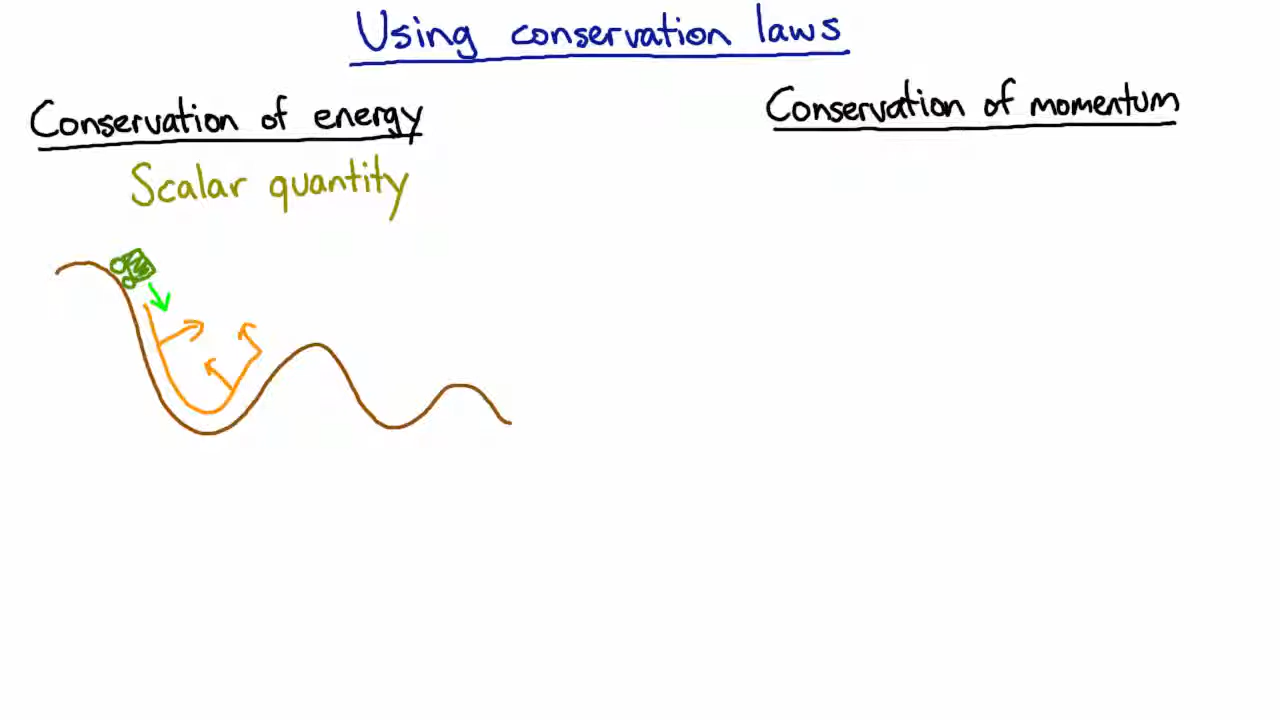 Using conservation laws
Conservation of energy
Conservation of momentum
Scalar quantity